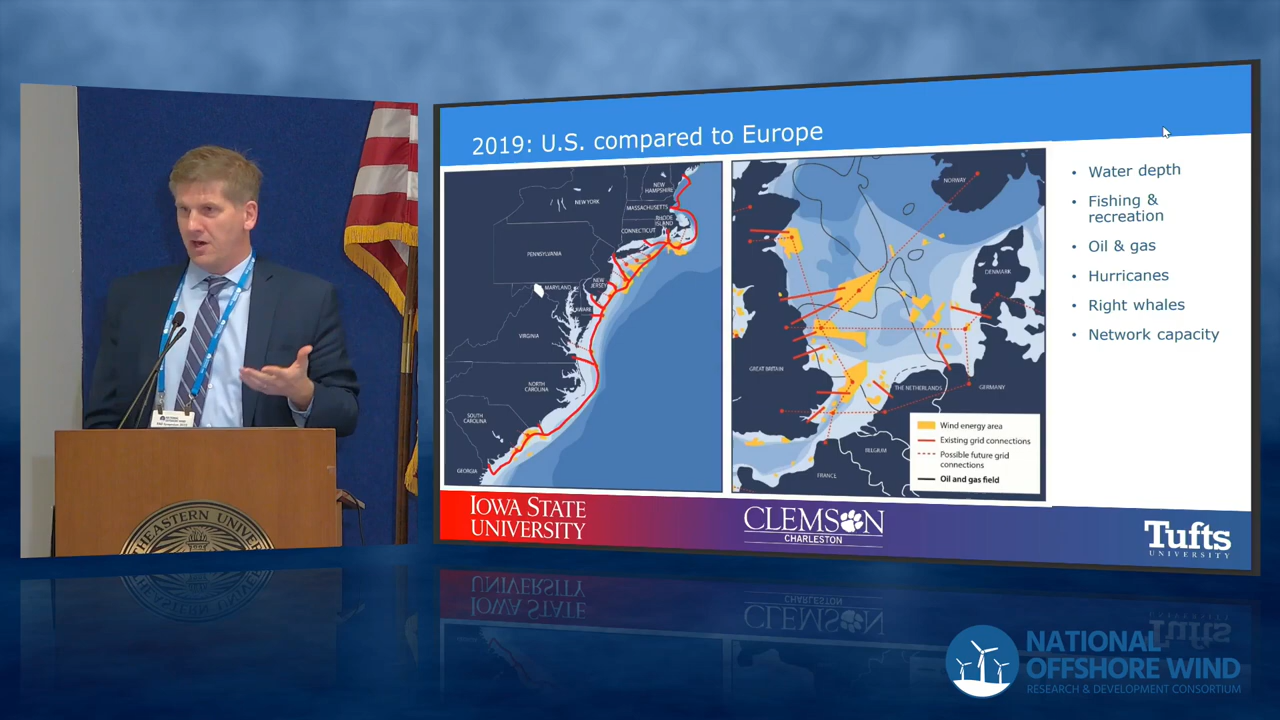 2019: U.S. compared to Europe
NEW HAMPSHIRE
NEW YORK
MASSACHUSETTS
RHODE ISLAND
CONNECTICUT
PENNSYLVANIA
NEW JERSEY
MARYLAND
VIRGINIA
NORTH CAROLINA
SOUTH CAROLINA
GEORGIA
NORWAY
DENMARK
GREAT BRITAIN
THE NETHERLANDS
GERMANY
BELGIUM
FRANCE
Wind energy area
Existing grid connections
Possible future grid
connections
Oil and gas field
• Water depth
• Fishing &
recreation
• Oil & gas
• Hurricanes
• Right whales
• Network capacity
IOWA STATE
UNIVERSITY
CLEMSON
CHARLESTON
Tufts
UNIVERSITY
NATIONAL
OFFSHORE WIND
RESEARCH & DEVELOPMENT CONSORTIUM